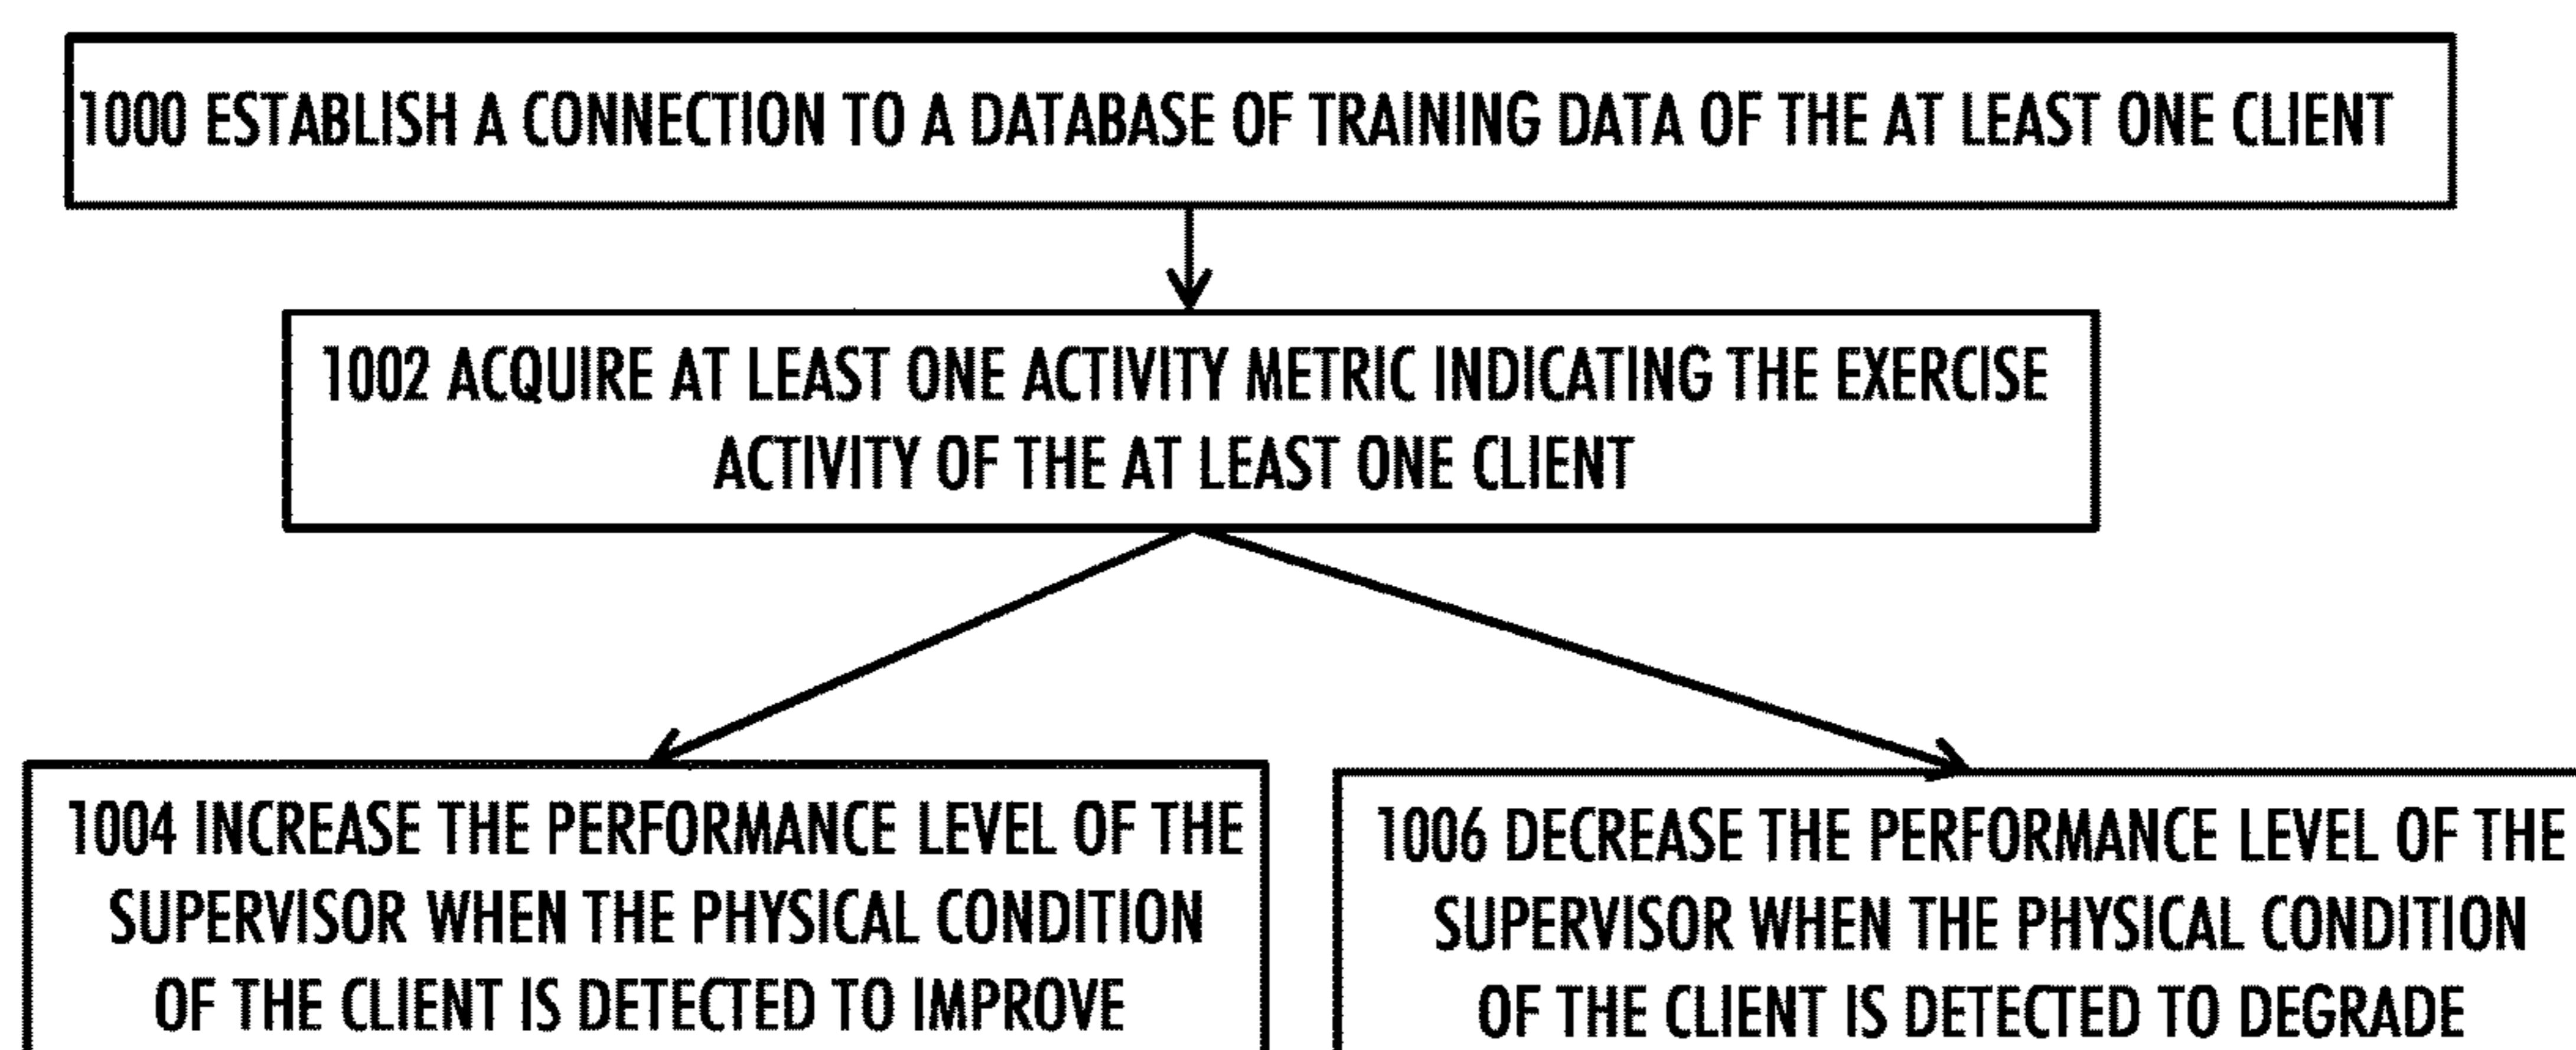 1000 ESTABLISH A CONNECTION TO A DATABASE OF TRAINING DATA OF THE AT LEAST ONE CLIENT
1002 ACQUIRE AT LEAST ONE ACTIVITY METRIC INDICATING THE EXERCISE
ACTIVITY OF THE AT LEAST ONE CLIENT
1004 INCREASE THE PERFORMANCE LEVEL OF THE
SUPERVISOR WHEN THE PHYSICAL CONDITION
OF THE CLIENT IS DETECTED TO IMPROVE
1006 DECREASE THE PERFORMANCE LEVEL OF THE
SUPERVISOR WHEN THE PHYSICAL CONDITION
OF THE CLIENT IS DETECTED TO DEGRADE